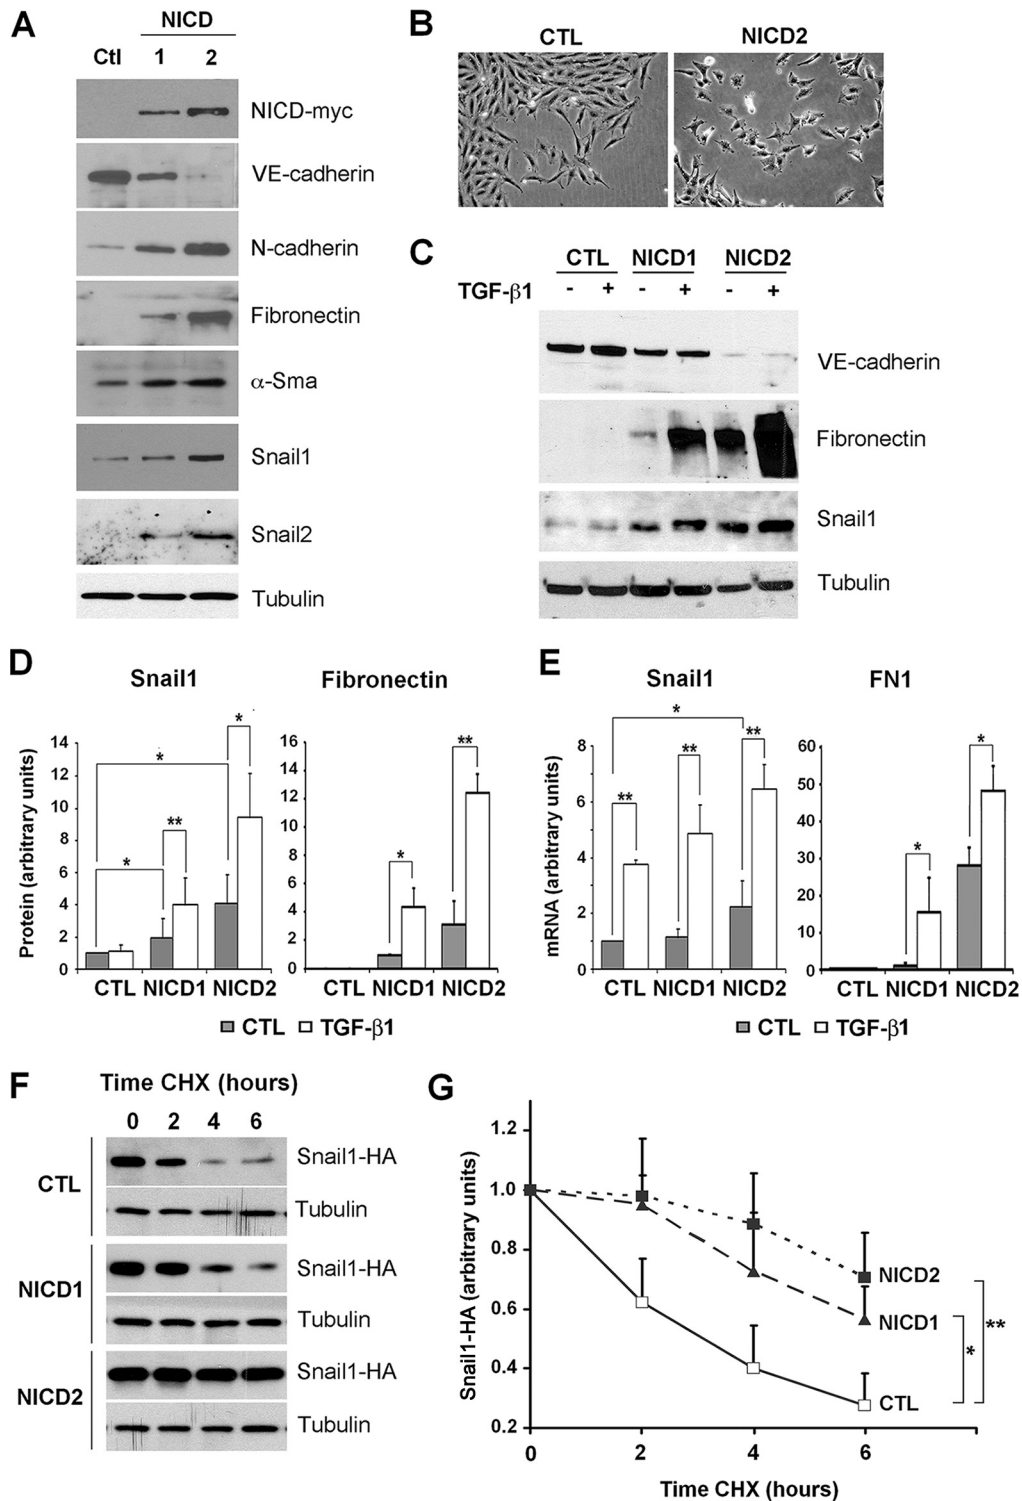 A
NICD
Ctl 1 2
NICD-myc
VE-cadherin
N-cadherin
Fibronectin
α-Sma
Snail1
Snail2
Tubulin
B
CTL NICD2
C
CTL NICD1 NICD2
TGF-β1 - + - + - +
VE-cadherin
Fibronectin
Snail1
Tubulin
D
Snail1 Fibronectin
Protein (arbitrary units)
14
12
10
8
6
4
2
0
* * ** *
CTL NICD1 NICD2
16
14
12
10
8
6
4
2
0
* **
CTL NICD1 NICD2
CTL TGF-β1
E
Snail1 FN1
mRNA (arbitrary units)
8
6
4
2
0
* ** ** **
CTL NICD1 NICD2
60
50
40
30
20
10
0
* *
CTL NICD1 NICD2
CTL TGF-β1
F
Time CHX (hours)
0 2 4 6
CTL
Snail1-HA
Tubulin
NICD1
Snail1-HA
Tubulin
NICD2
Snail1-HA
Tubulin
G
Snail1-HA (arbitrary units)
1.2
1.0
0.8
0.6
0.4
0.2
NICD2
NICD1
CTL
* **
0 2 4 6
Time CHX (hours)